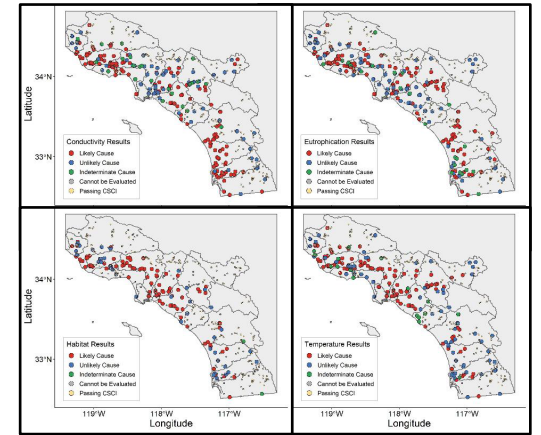 Latitude
34°N
33°N
Conductivity Results
Likely Cause
Unlikely Cause
Indeterminate Cause
Cannot be Evaluated
Passing CSCI
Eutrophication Results
Likely Cause
Unlikely Cause
Indeterminate Cause
Cannot be Evaluated
Passing CSCI
Latitude
34°N
33°N
Habitat Results
Likely Cause
Unlikely Cause
Indeterminate Cause
Cannot be Evaluated
Passing CSCI
119°W 118°W 117°W
Longitude
Temperature Results
Likely Cause
Unlikely Cause
Indeterminate Cause
Cannot be Evaluated
Passing CSCI
119°W 118°W 117°W
Longitude